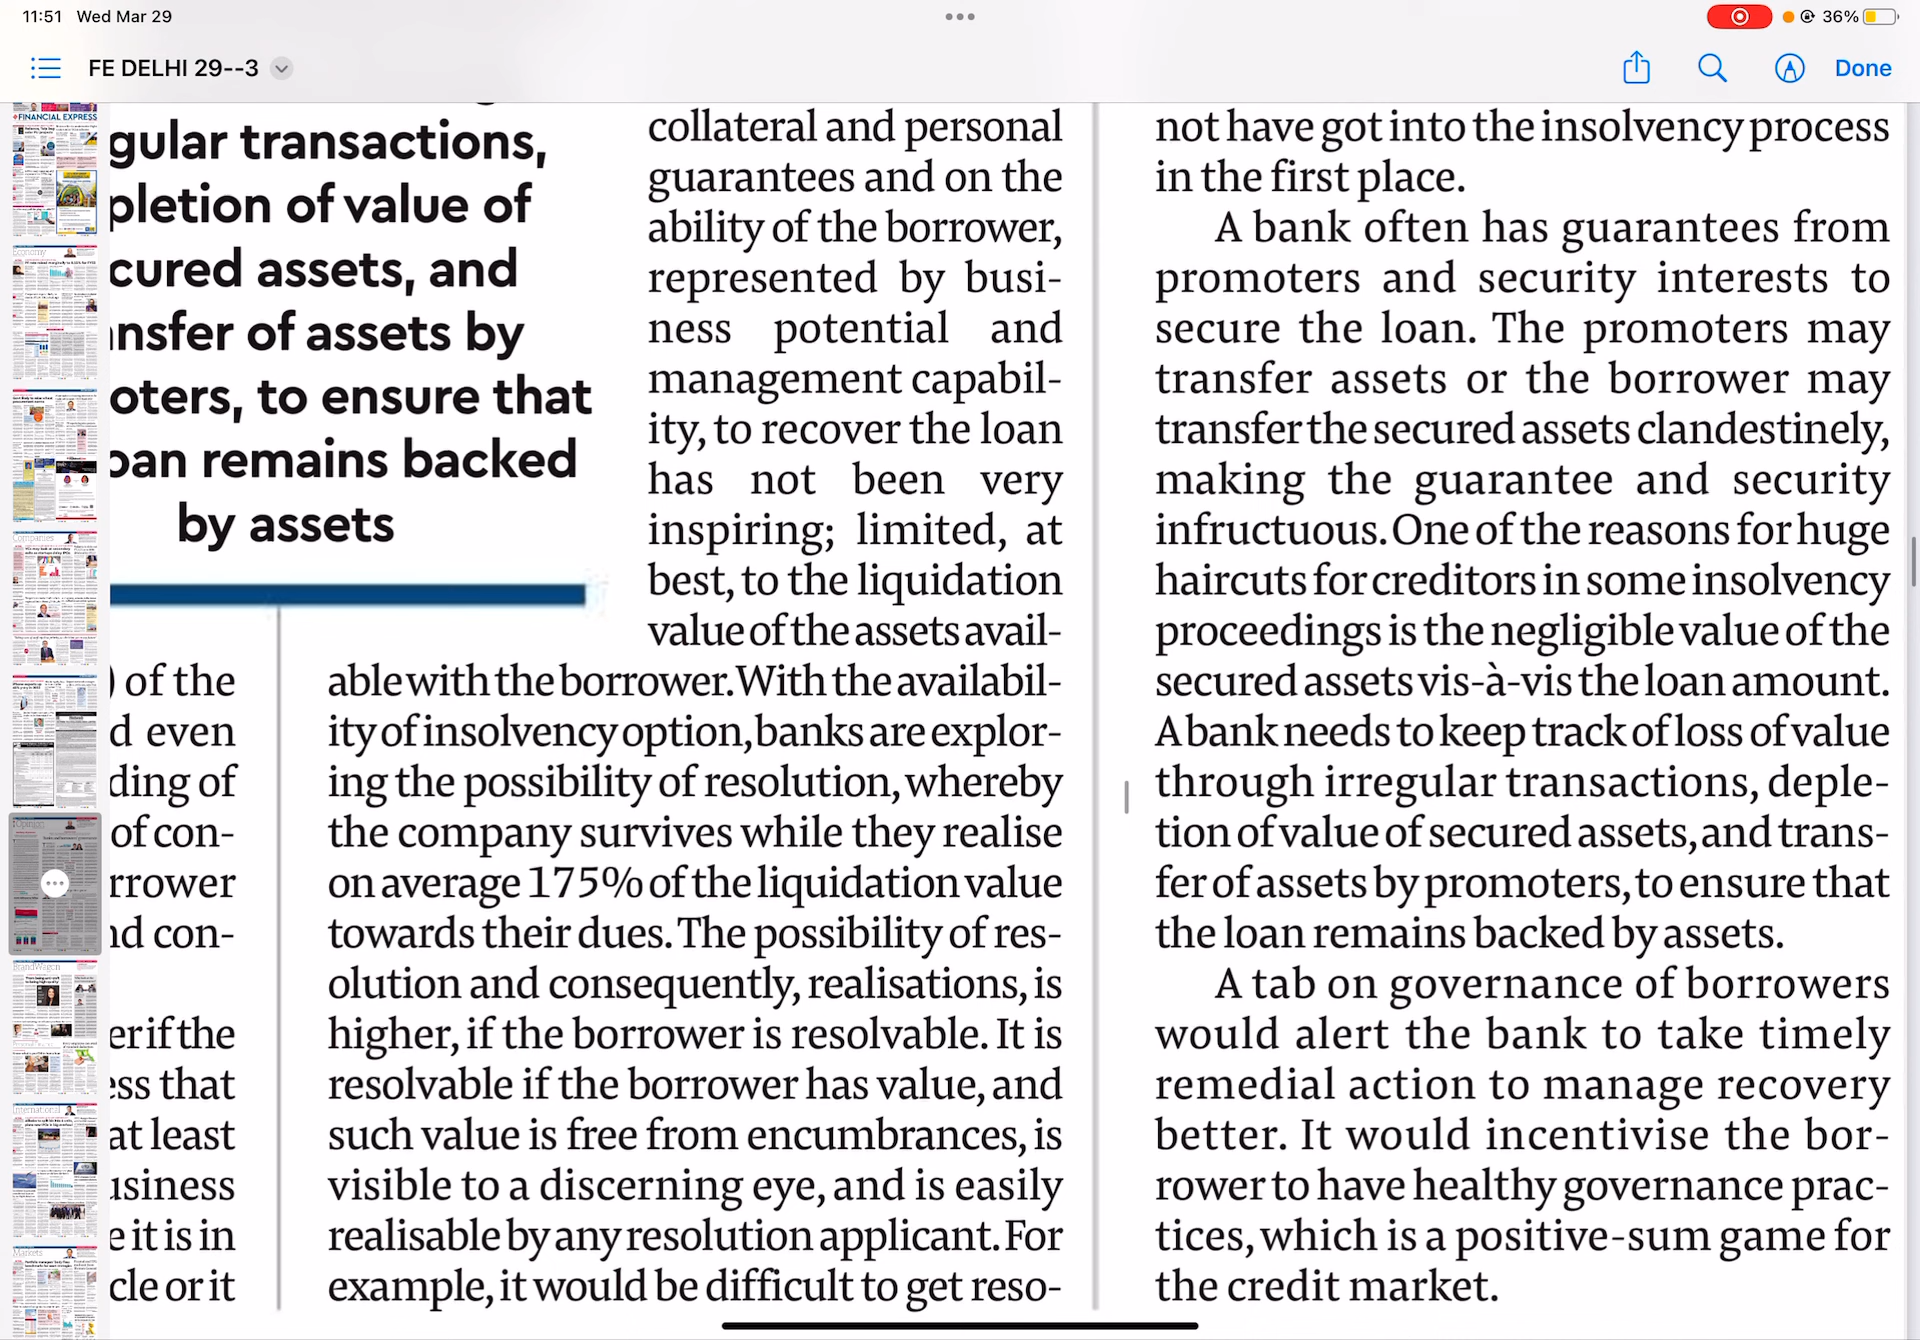 11:51 Wed Mar 29
36%
FE DELHI 29--3
Done
FINANCIAL EXPRESS
Economy
Companies
Opinion
BrandWagon
International
Markets
gular transactions,
pletion of value of
cured assets, and
nsfer of assets by
oters, to ensure that
oan remains backed
by assets
) of the
d even
ding of
of con-
rrower
nd con-
er if the
ess that
at least
usiness
e it is in
cle or it
collateral and personal
guarantees and on the
ability of the borrower,
represented by busi-
ness potential and
management capabil-
ity, to recover the loan
has not been very
inspiring; limited, at
best, to the liquidation
value of the assets avail-
able with the borrower. With the availabil-
ity of insolvency option, banks are explor-
ing the possibility of resolution, whereby
the company survives while they realise
on average 175% of the liquidation value
towards their dues. The possibility of res-
olution and consequently, realisations, is
higher, if the borrower is resolvable. It is
resolvable if the borrower has value, and
such value is free from encumbrances, is
visible to a discerning eye, and is easily
realisable by any resolution applicant. For
example, it would be difficult to get reso-
not have got into the insolvency process
in the first place.
A bank often has guarantees from
promoters and security interests to
secure the loan. The promoters may
transfer assets or the borrower may
transfer the secured assets clandestinely,
making the guarantee and security
infructuous. One of the reasons for huge
haircuts for creditors in some insolvency
proceedings is the negligible value of the
secured assets vis-à-vis the loan amount.
A bank needs to keep track of loss of value
through irregular transactions, deple-
tion of value of secured assets, and trans-
fer of assets by promoters, to ensure that
the loan remains backed by assets.
A tab on governance of borrowers
would alert the bank to take timely
remedial action to manage recovery
better. It would incentivise the bor-
rower to have healthy governance prac-
tices, which is a positive-sum game for
the credit market.